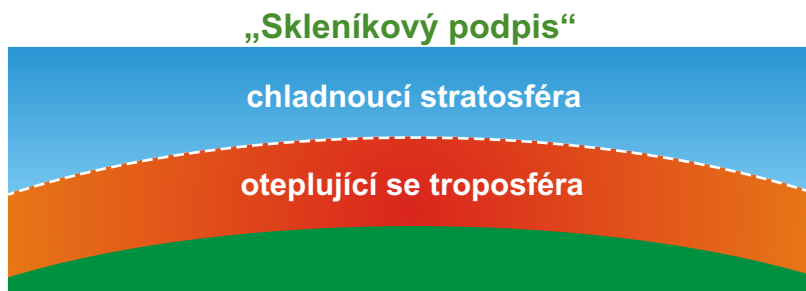 „Skleníkový podpis“
chladnoucí stratosféra
oteplující se troposféra